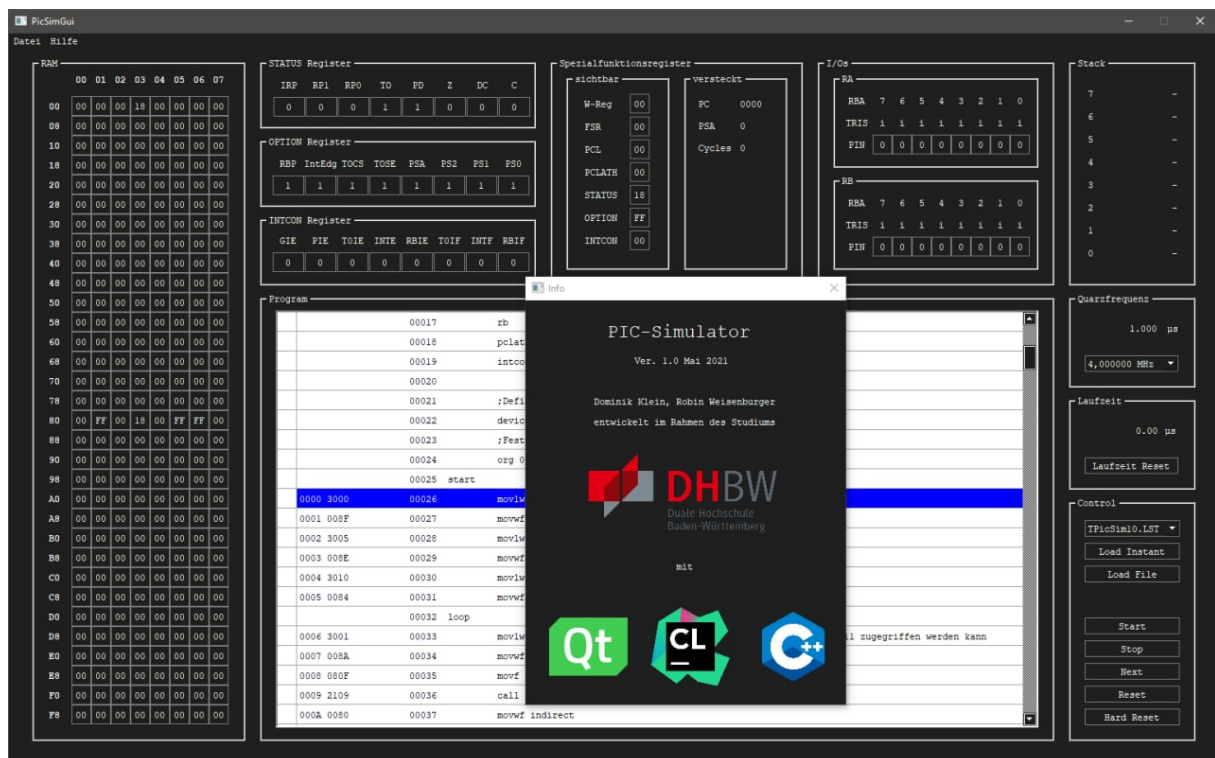 PicSimGui
Datei Hilfe
RAM
00 01 02 03 04 05 06 07
00 00 00 00 18 00 00 00 00
08 00 00 00 00 00 00 00 00
10 00 00 00 00 00 00 00 00
18 00 00 00 00 00 00 00 00
20 00 00 00 00 00 00 00 00
28 00 00 00 00 00 00 00 00
30 00 00 00 00 00 00 00 00
38 00 00 00 00 00 00 00 00
40 00 00 00 00 00 00 00 00
48 00 00 00 00 00 00 00 00
50 00 00 00 00 00 00 00 00
58 00 00 00 00 00 00 00 00
60 00 00 00 00 00 00 00 00
68 00 00 00 00 00 00 00 00
70 00 00 00 00 00 00 00 00
78 00 00 00 00 00 00 00 00
80 00 FF 00 18 00 FF FF 00
88 00 00 00 00 00 00 00 00
90 00 00 00 00 00 00 00 00
98 00 00 00 00 00 00 00 00
A0 00 00 00 00 00 00 00 00
A8 00 00 00 00 00 00 00 00
B0 00 00 00 00 00 00 00 00
B8 00 00 00 00 00 00 00 00
C0 00 00 00 00 00 00 00 00
C8 00 00 00 00 00 00 00 00
D0 00 00 00 00 00 00 00 00
D8 00 00 00 00 00 00 00 00
E0 00 00 00 00 00 00 00 00
E8 00 00 00 00 00 00 00 00
F0 00 00 00 00 00 00 00 00
F8 00 00 00 00 00 00 00 00
STATUS Register
IRP RP1 RP0 TO PD Z DC C
0 0 0 1 1 0 0 0
OPTION Register
RBP IntEdg TOCS TOSE PSA PS2 PS1 PS0
1 1 1 1 1 1 1 1
INTCON Register
GIE PIE T0IE INTE RBIE T0IF INTF RBIF
0 0 0 0 0 0 0 0
Spezialfunktionsregister
sichtbar
W-Reg 00
FSR 00
PCL 00
PCLATH 00
STATUS 18
OPTION FF
INTCON 00
versteckt
PC 0000
PSA 0
Cycles 0
I/Os
RA
RBA 7 6 5 4 3 2 1 0
TRIS i i i i i i i i
PIN 0 0 0 0 0 0 0 0
RB
RBA 7 6 5 4 3 2 1 0
TRIS i i i i i i i i
PIN 0 0 0 0 0 0 0 0
Stack
7 -
6 -
5 -
4 -
3 -
2 -
1 -
0 -
Program
00017 rb
00018 pclat
00019 intco
00020
00021 ;Defi
00022 devic
00023 ;Fest
00024 org 0
00025 start
0000 3000 00026 movlw
0001 008F 00027 movwf
0002 3005 00028 movlw
0003 008E 00029 movwf
0004 3010 00030 movlw
0005 0084 00031 movwf
00032 loop
0006 3001 00033 movlw
l zugegriffen werden kann
0007 008A 00034 movwf
0008 080F 00035 movf
0009 2109 00036 call
000A 0080 00037 movwf indirect
Info
PIC-Simulator
Ver. 1.0 Mai 2021
Dominik Klein, Robin Weisenburger
entwickelt im Rahmen des Studiums
DHBW
Duale Hochschule
Baden-Württemberg
mit
Qt
CL
C++
Quarzfrequenz
1.000 µs
4,000000 MHz
Laufzeit
0.00 µs
Laufzeit Reset
Control
TPicSim10.LST
Load Instant
Load File
Start
Stop
Next
Reset
Hard Reset